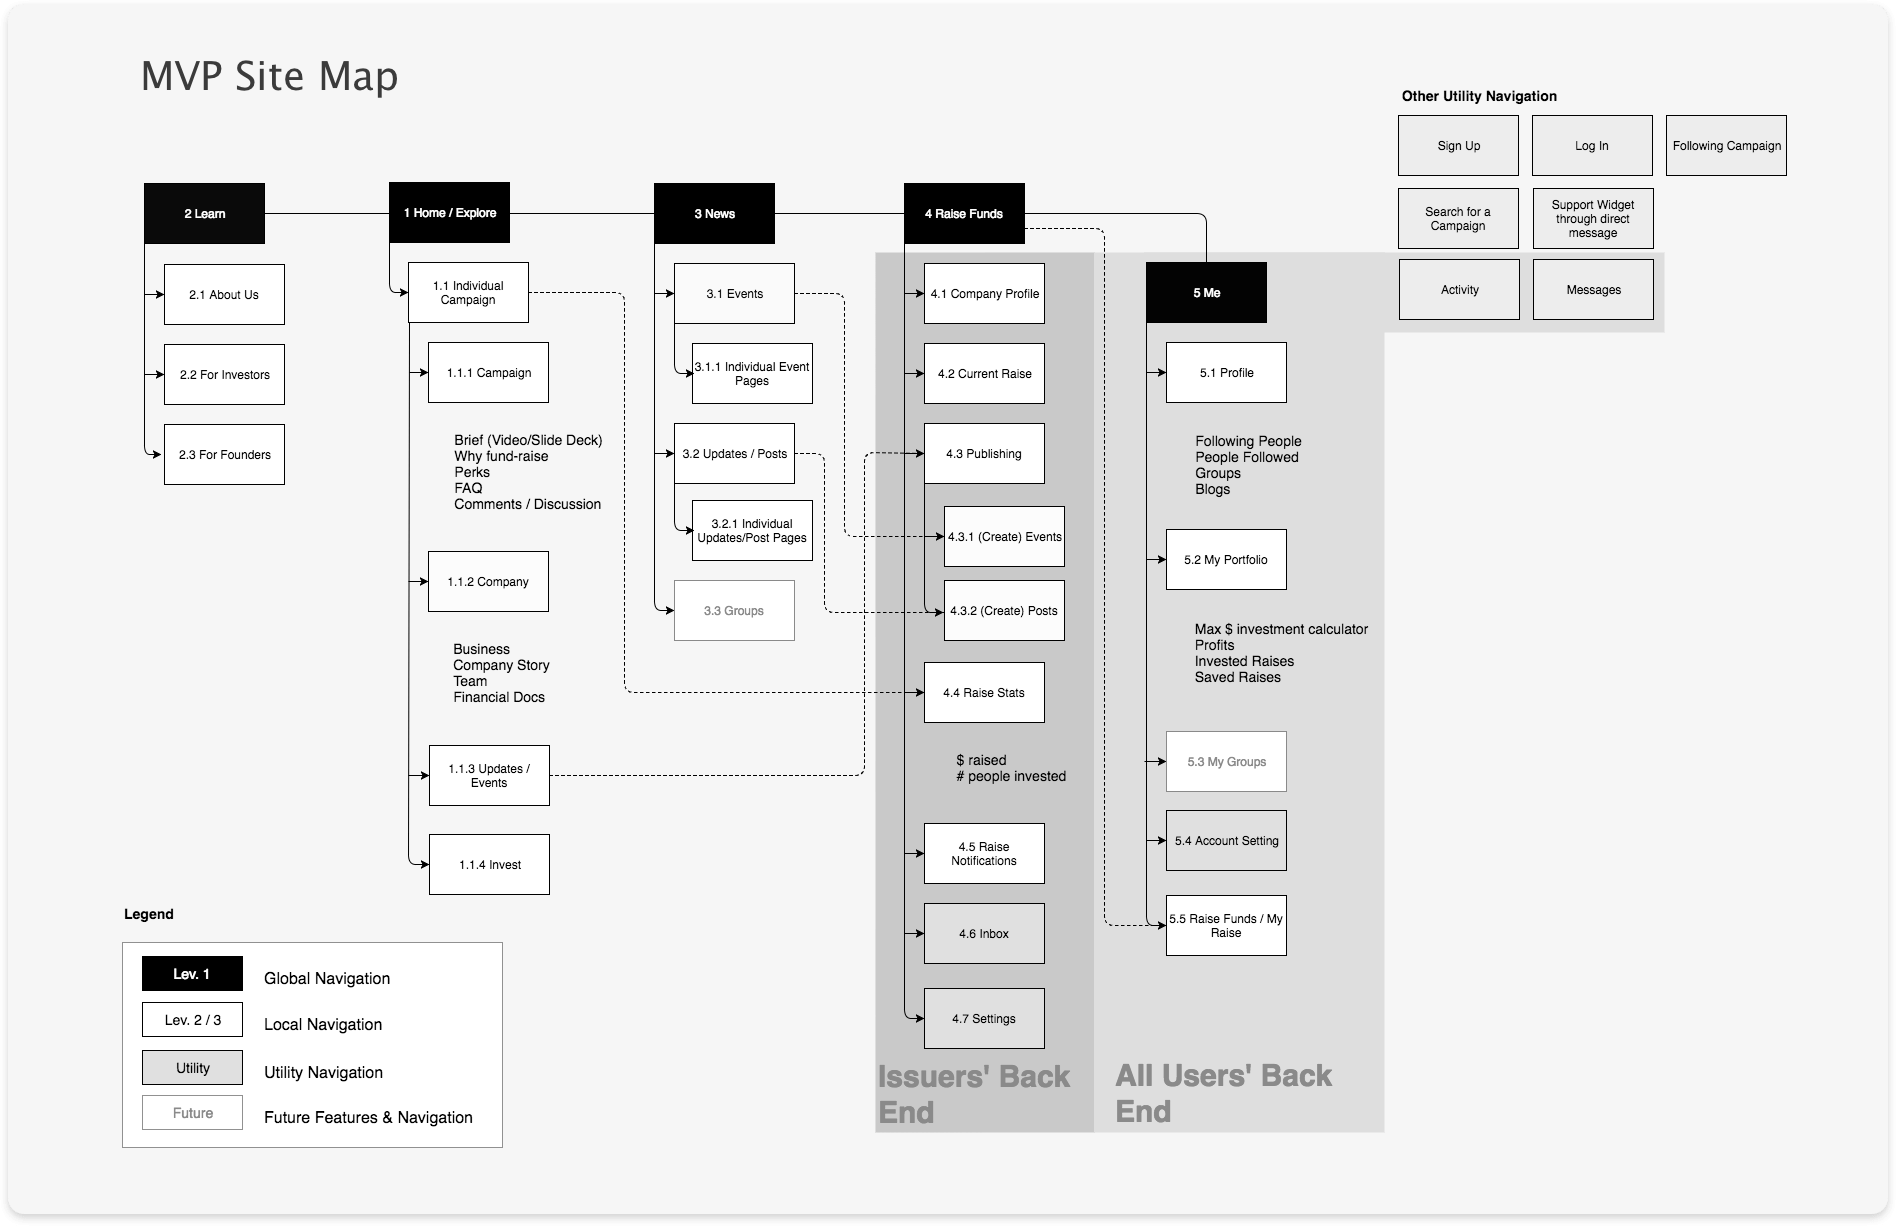 MVP Site Map
Other Utility Navigation
Sign Up
Log In
Following Campaign
Search for a
Campaign
Support Widget
through direct
message
Activity
Messages
2 Learn
2.1 About Us
2.2 For Investors
2.3 For Founders
1 Home / Explore
1.1 Individual
Campaign
1.1.1 Campaign
Brief (Video/Slide Deck)
Why fund-raise
Perks
FAQ
Comments / Discussion
1.1.2 Company
Business
Company Story
Team
Financial Docs
1.1.3 Updates /
Events
1.1.4 Invest
3 News
3.1 Events
3.1.1 Individual Event
Pages
3.2 Updates / Posts
3.2.1 Individual
Updates/Post Pages
3.3 Groups
4 Raise Funds
4.1 Company Profile
4.2 Current Raise
4.3 Publishing
4.3.1 (Create) Events
4.3.2 (Create) Posts
4.4 Raise Stats
$ raised
# people invested
4.5 Raise
Notifications
4.6 Inbox
4.7 Settings
Issuers' Back
End
5 Me
5.1 Profile
Following People
People Followed
Groups
Blogs
5.2 My Portfolio
Max $ investment calculator
Profits
Invested Raises
Saved Raises
5.3 My Groups
5.4 Account Setting
5.5 Raise Funds / My
Raise
All Users' Back
End
Legend
Lev. 1
Global Navigation
Lev. 2 / 3
Local Navigation
Utility
Utility Navigation
Future
Future Features & Navigation